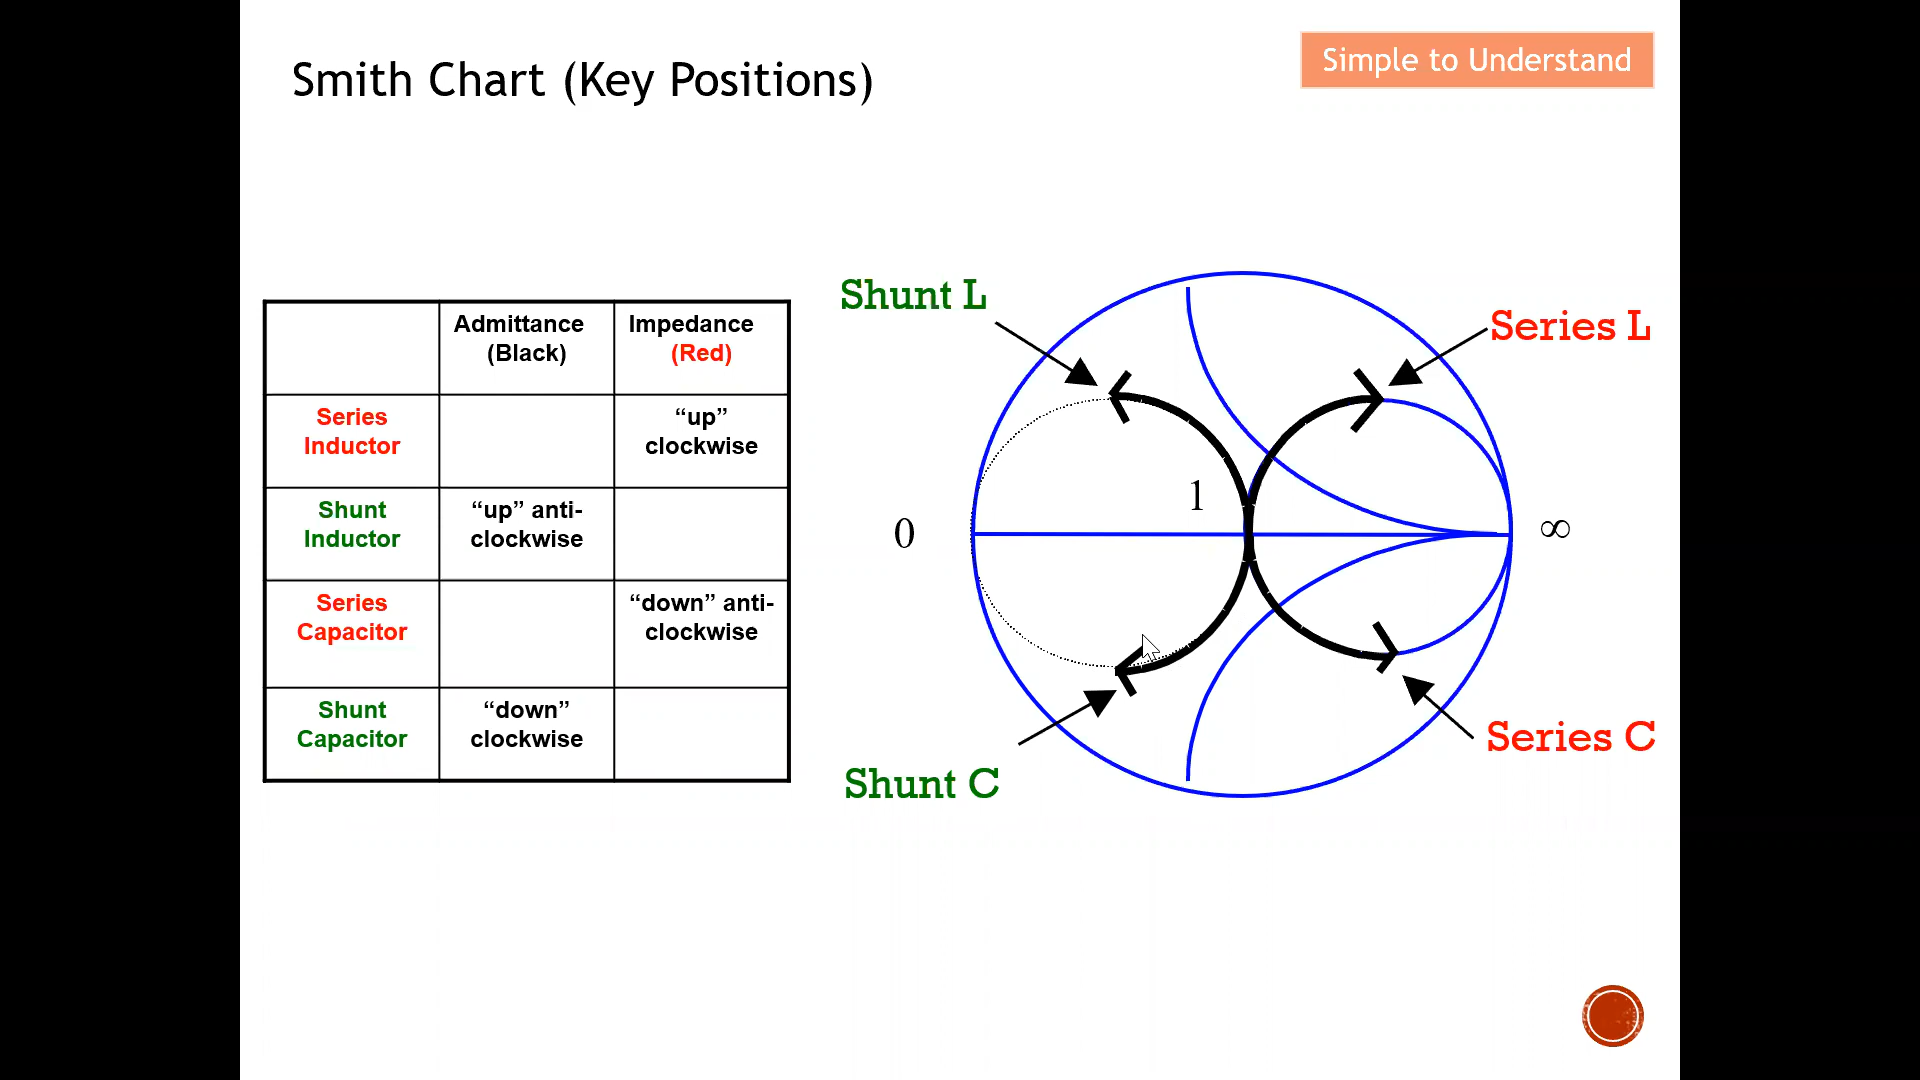 Smith Chart (Key Positions)
Simple to Understand
Admittance
(Black)
Impedance
(Red)
Series
Inductor
“up”
clockwise
Shunt
Inductor
“up” anti-
clockwise
Series
Capacitor
“down” anti-
clockwise
Shunt
Capacitor
“down”
clockwise
Shunt L
Series L
0
1
∞
Shunt C
Series C